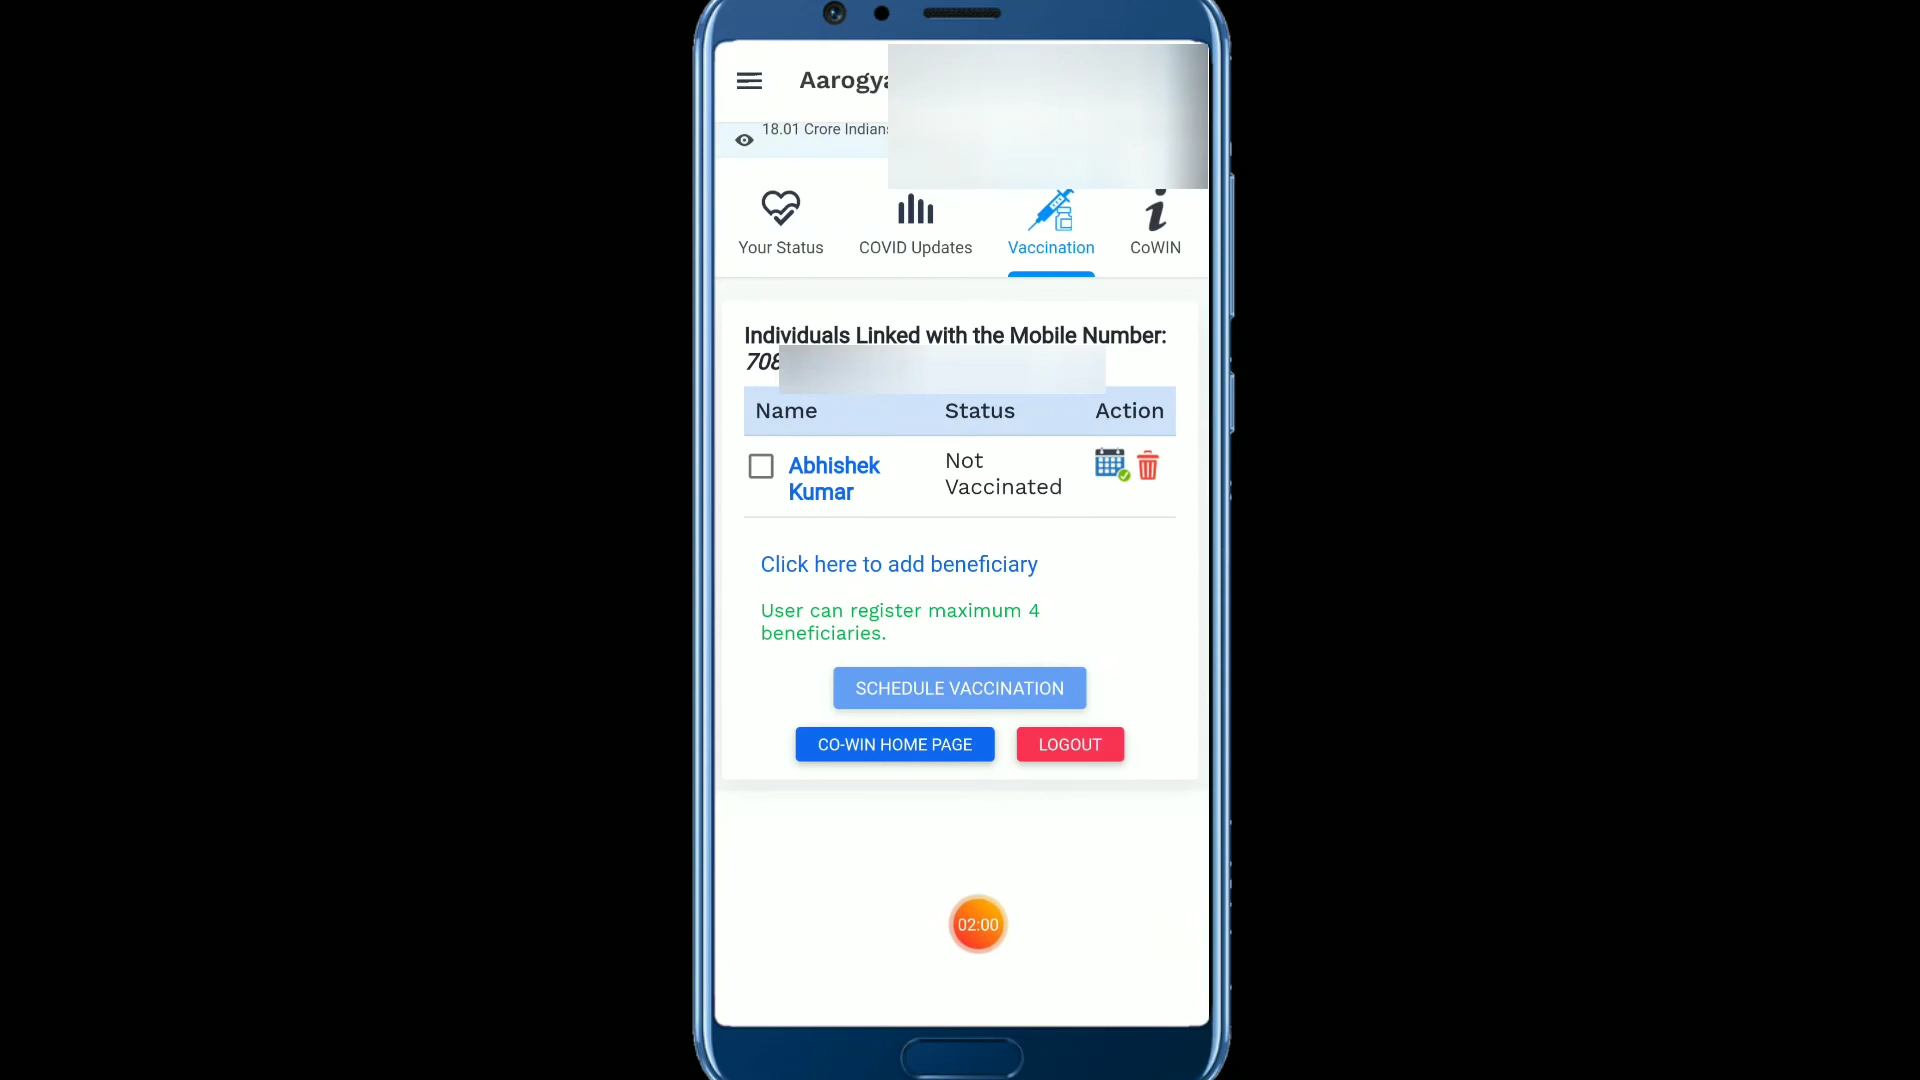 Aarogya
18.01 Crore Indians
Your Status COVID Updates Vaccination CoWIN
Individuals Linked with the Mobile Number:
708
Name Status Action
Abhishek Not
Kumar Vaccinated
Click here to add beneficiary
User can register maximum 4
beneficiaries.
SCHEDULE VACCINATION
CO-WIN HOME PAGE LOGOUT
02:00